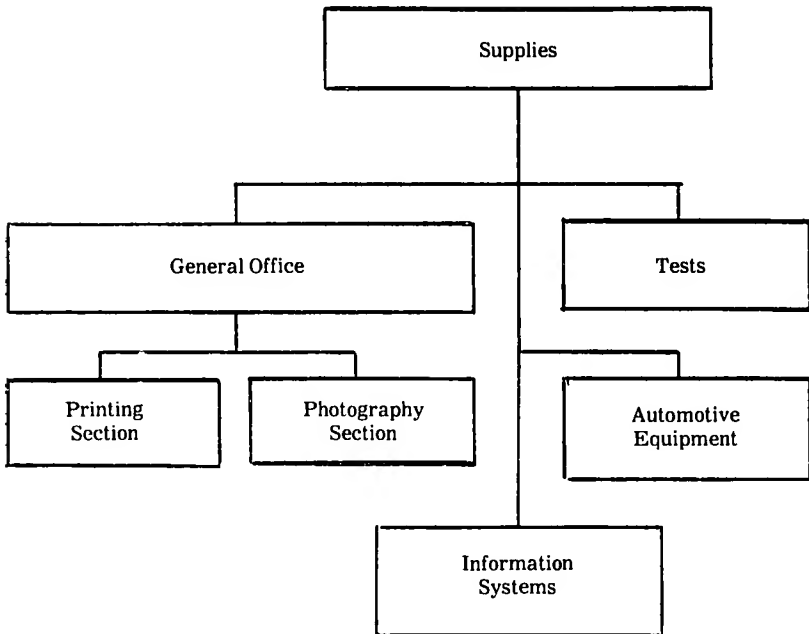 Supplies
General Office
Tests
Printing
Section
Photography
Section
Automotive
Equipment
Information
Systems